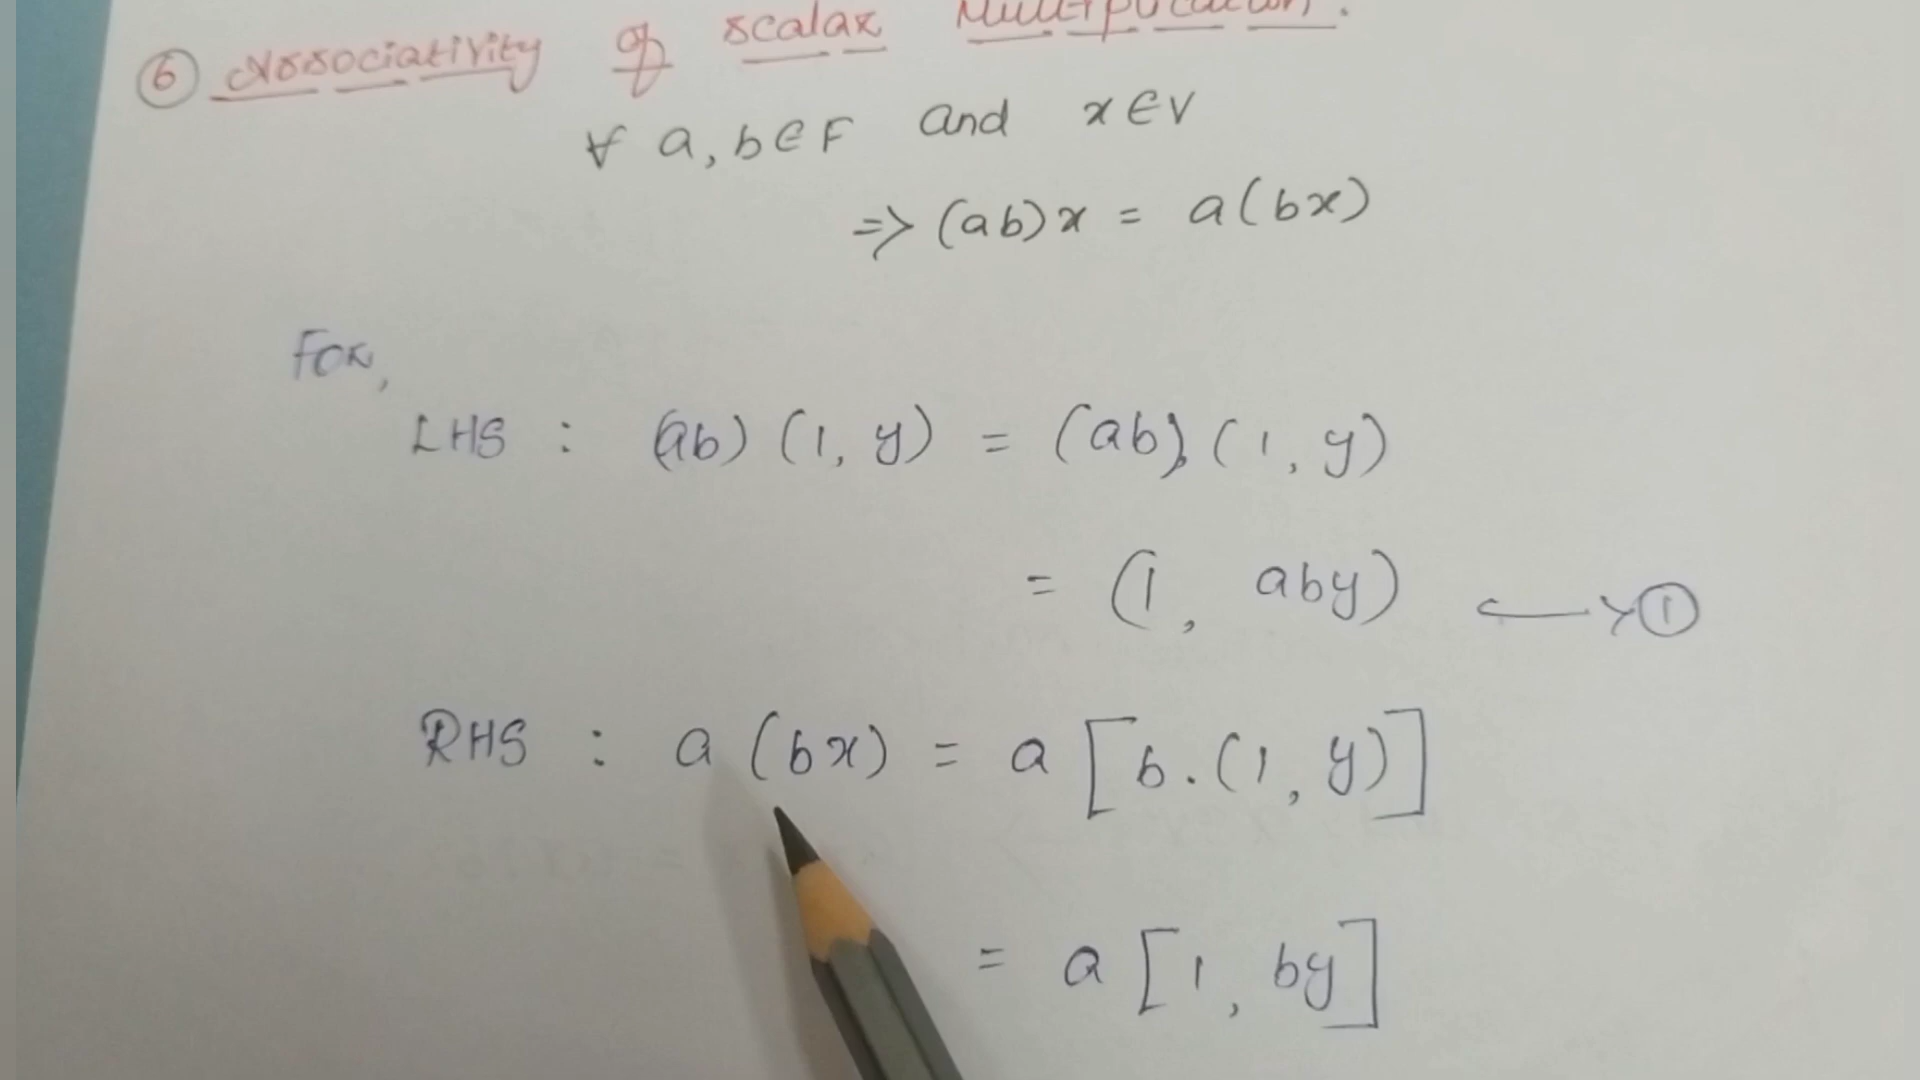 ⑥ Associativity of scalar Multiplication.
∀ a, b ∈ F and x ∈ V
=> (ab)x = a(bx)
For,
LHS : (ab) (1, y) = (ab), (1, y)
= (1, aby) → ①
RHS : a (bx) = a [b.(1, y)]
= a [1, by]